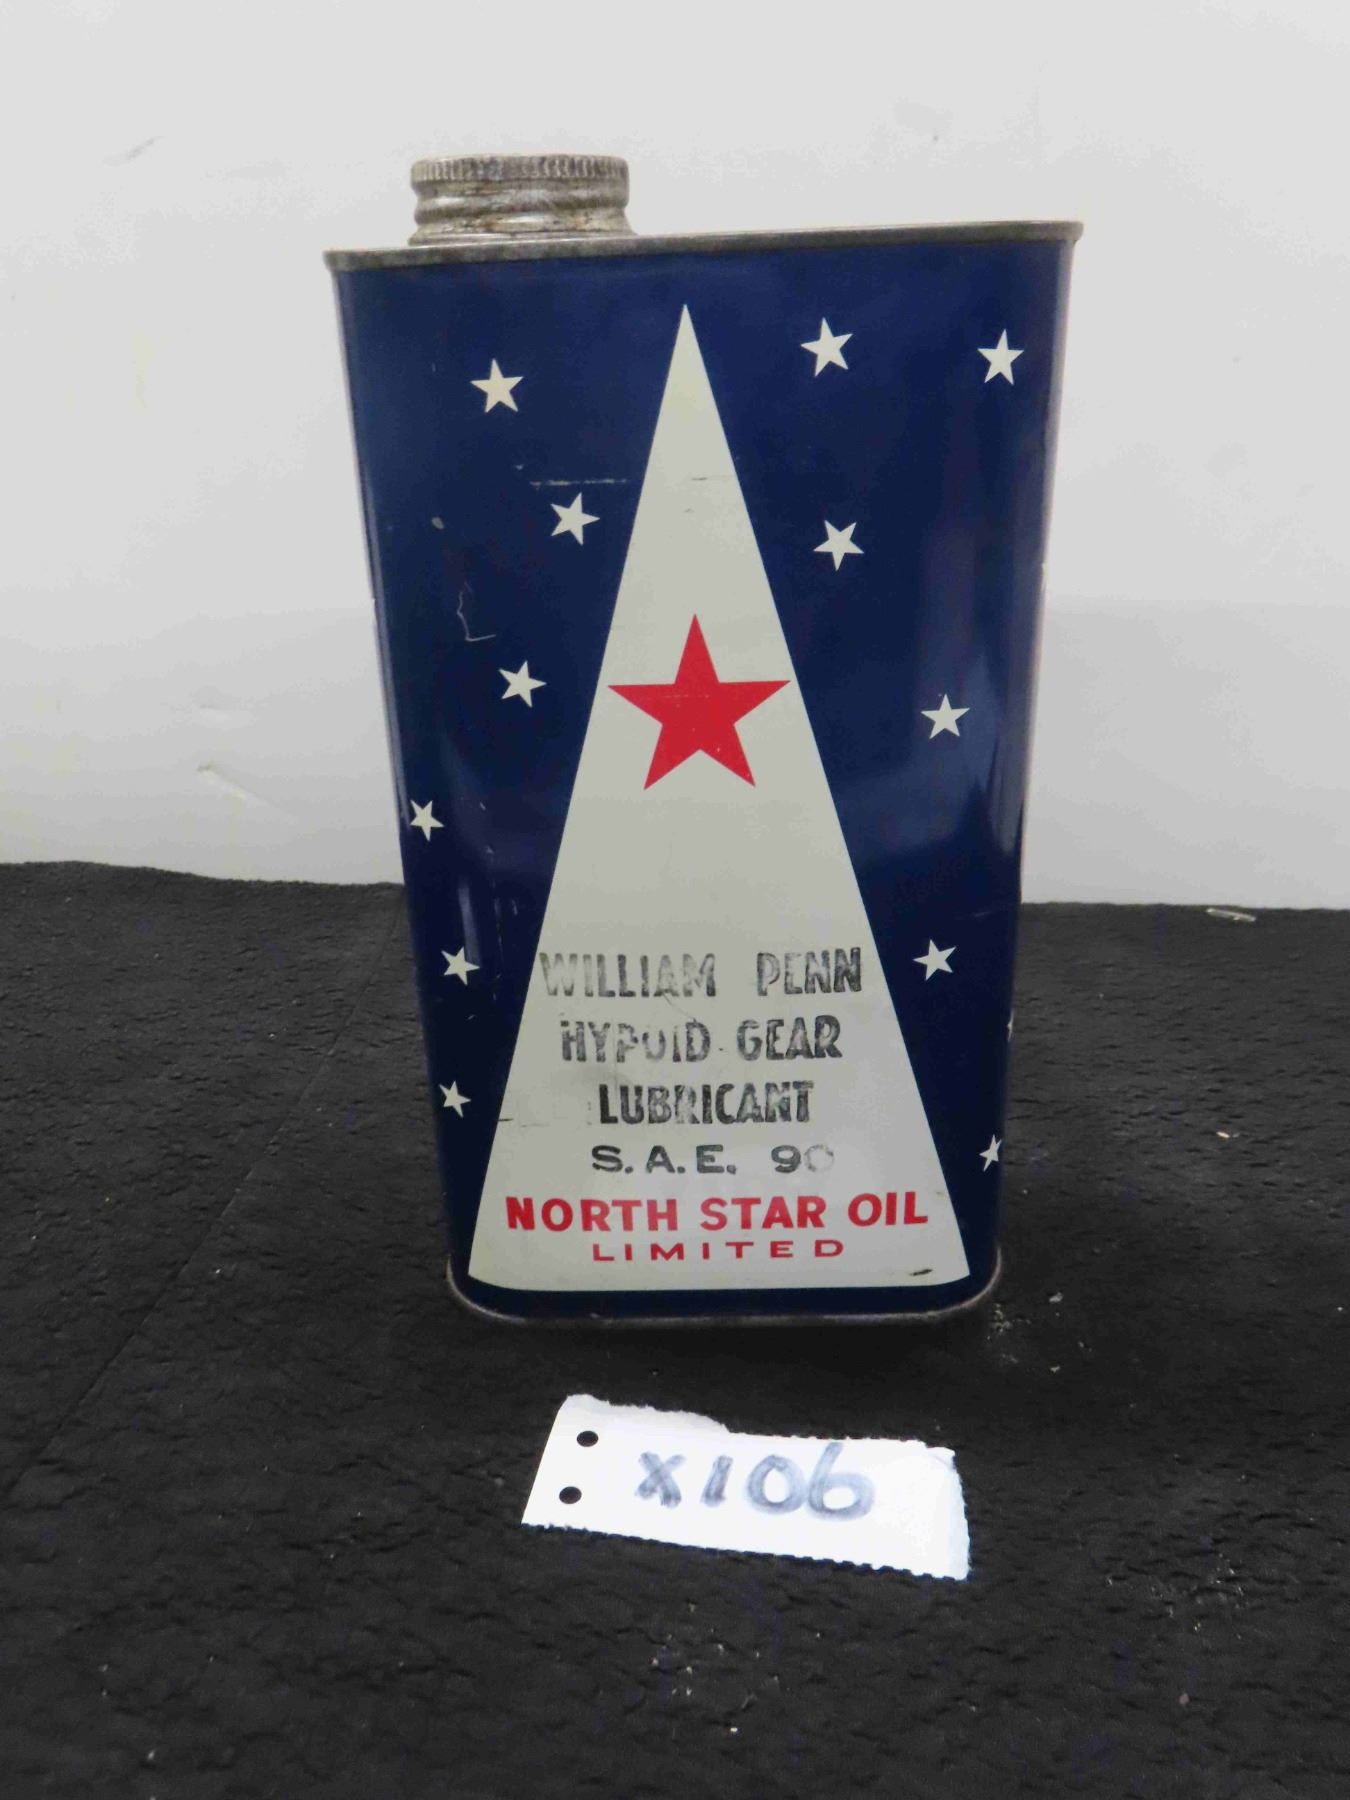 WILLIAM PENN
HYPOID GEAR
LUBRICANT
S.A.E. 90
NORTH STAR OIL
LIMITED
X106